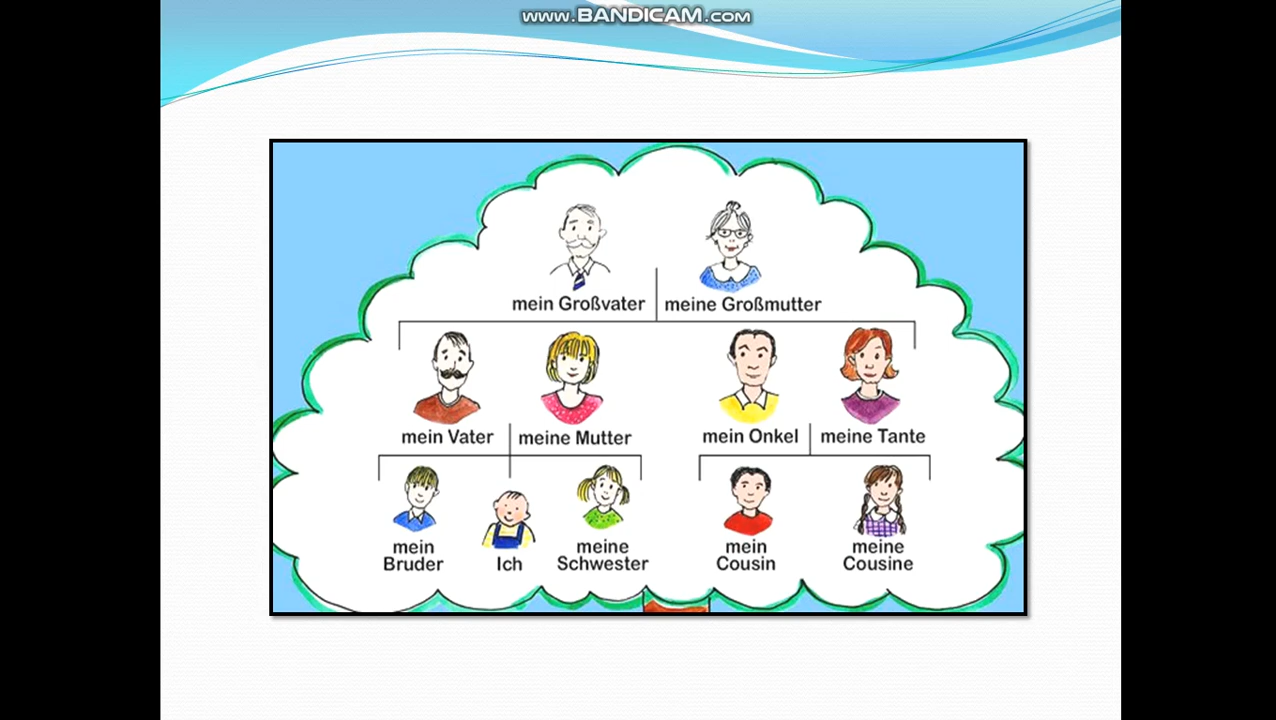 WWW.BANDICAM.COM
mein Großvater
meine Großmutter
mein Vater
meine Mutter
mein Onkel
meine Tante
mein
Bruder
Ich
meine
Schwester
mein
Cousin
meine
Cousine